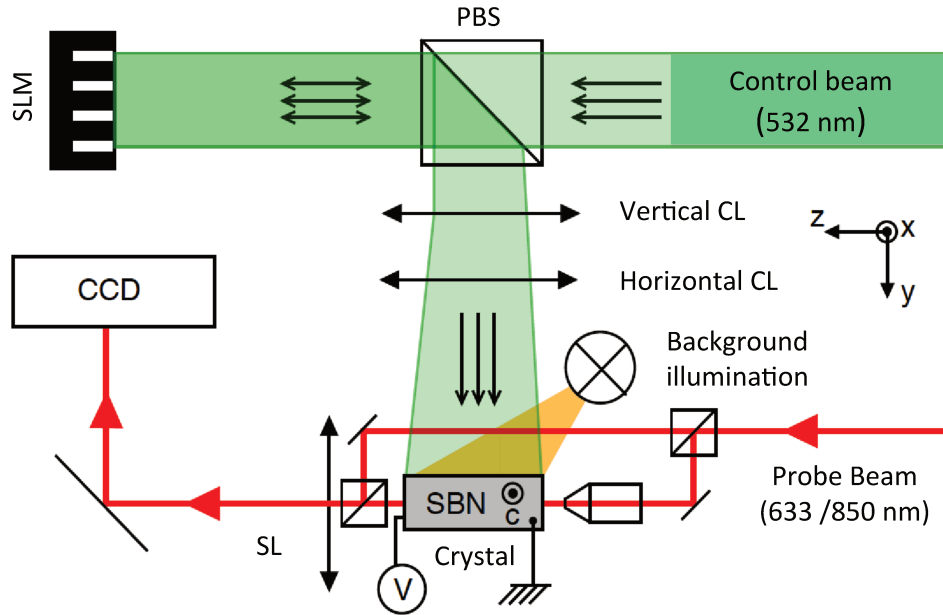 PBS
SLM
Control beam
(532 nm)
Vertical CL
z
x
y
Horizontal CL
CCD
Background
illumination
Probe Beam
(633 /850 nm)
SBN
c
SL
Crystal
V